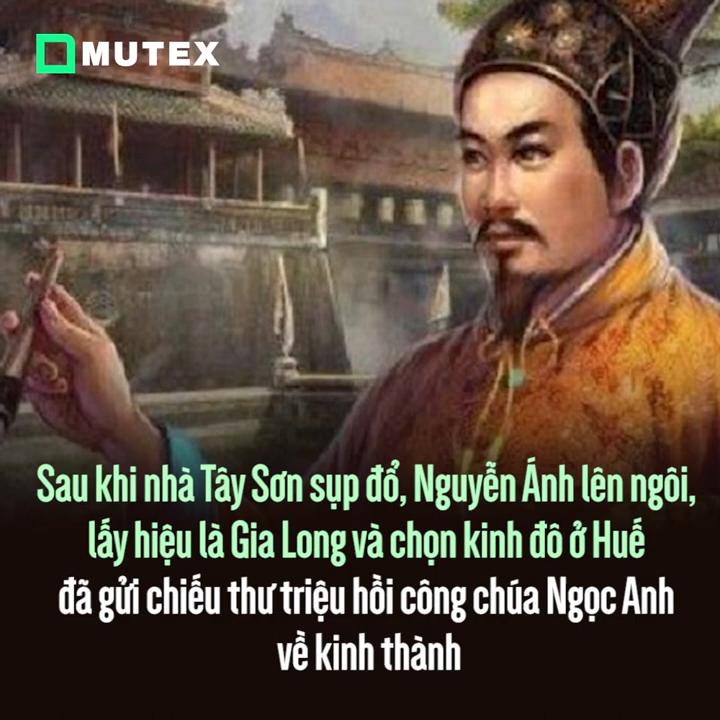 MUTEX
Sau khi nhà Tây Sơn sụp đổ, Nguyễn Ánh lên ngôi,
lấy hiệu là Gia Long và chọn kinh đô ở Huế
đã gửi chiếu thư triệu hồi công chúa Ngọc Anh
về kinh thành